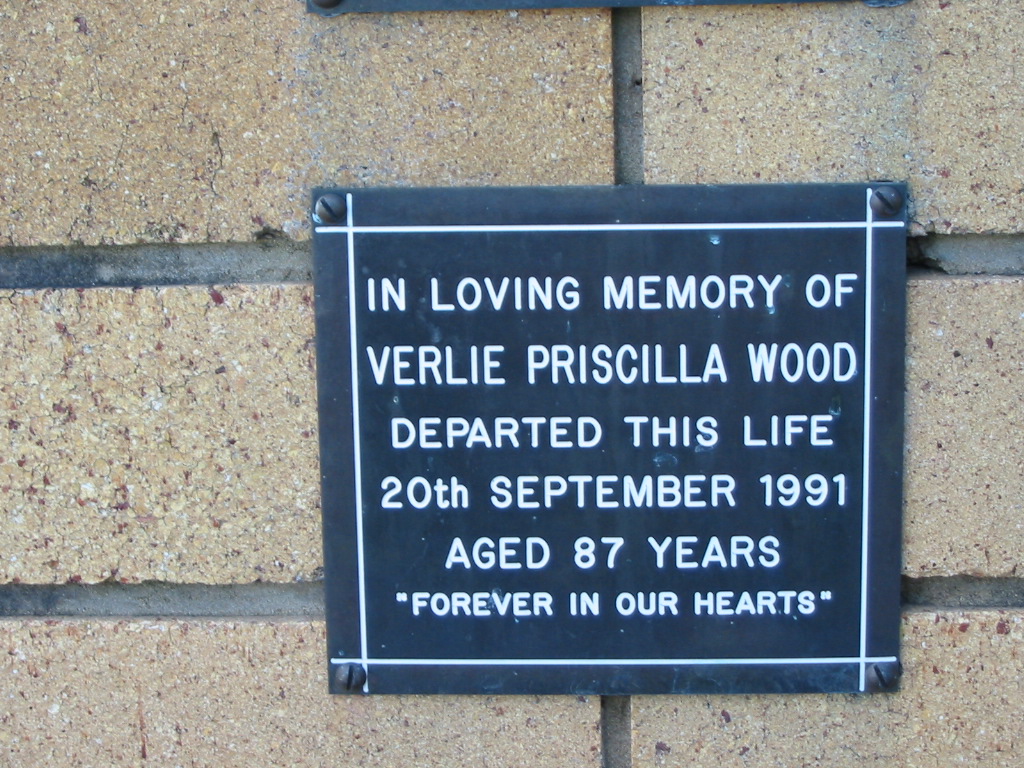 IN LOVING MEMORY OF
VERLIE PRISCILLA WOOD
DEPARTED THIS LIFE
20th SEPTEMBER 1991
AGED 87 YEARS
"FOREVER IN OUR HEARTS"